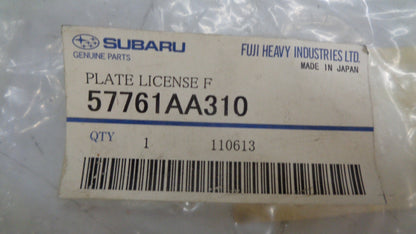 SUBARU FUJI HEAVY INDUSTRIES LTD.
GENUINE PARTS MADE IN JAPAN
PLATE LICENSE F
57761AA310
QTY 1 110613